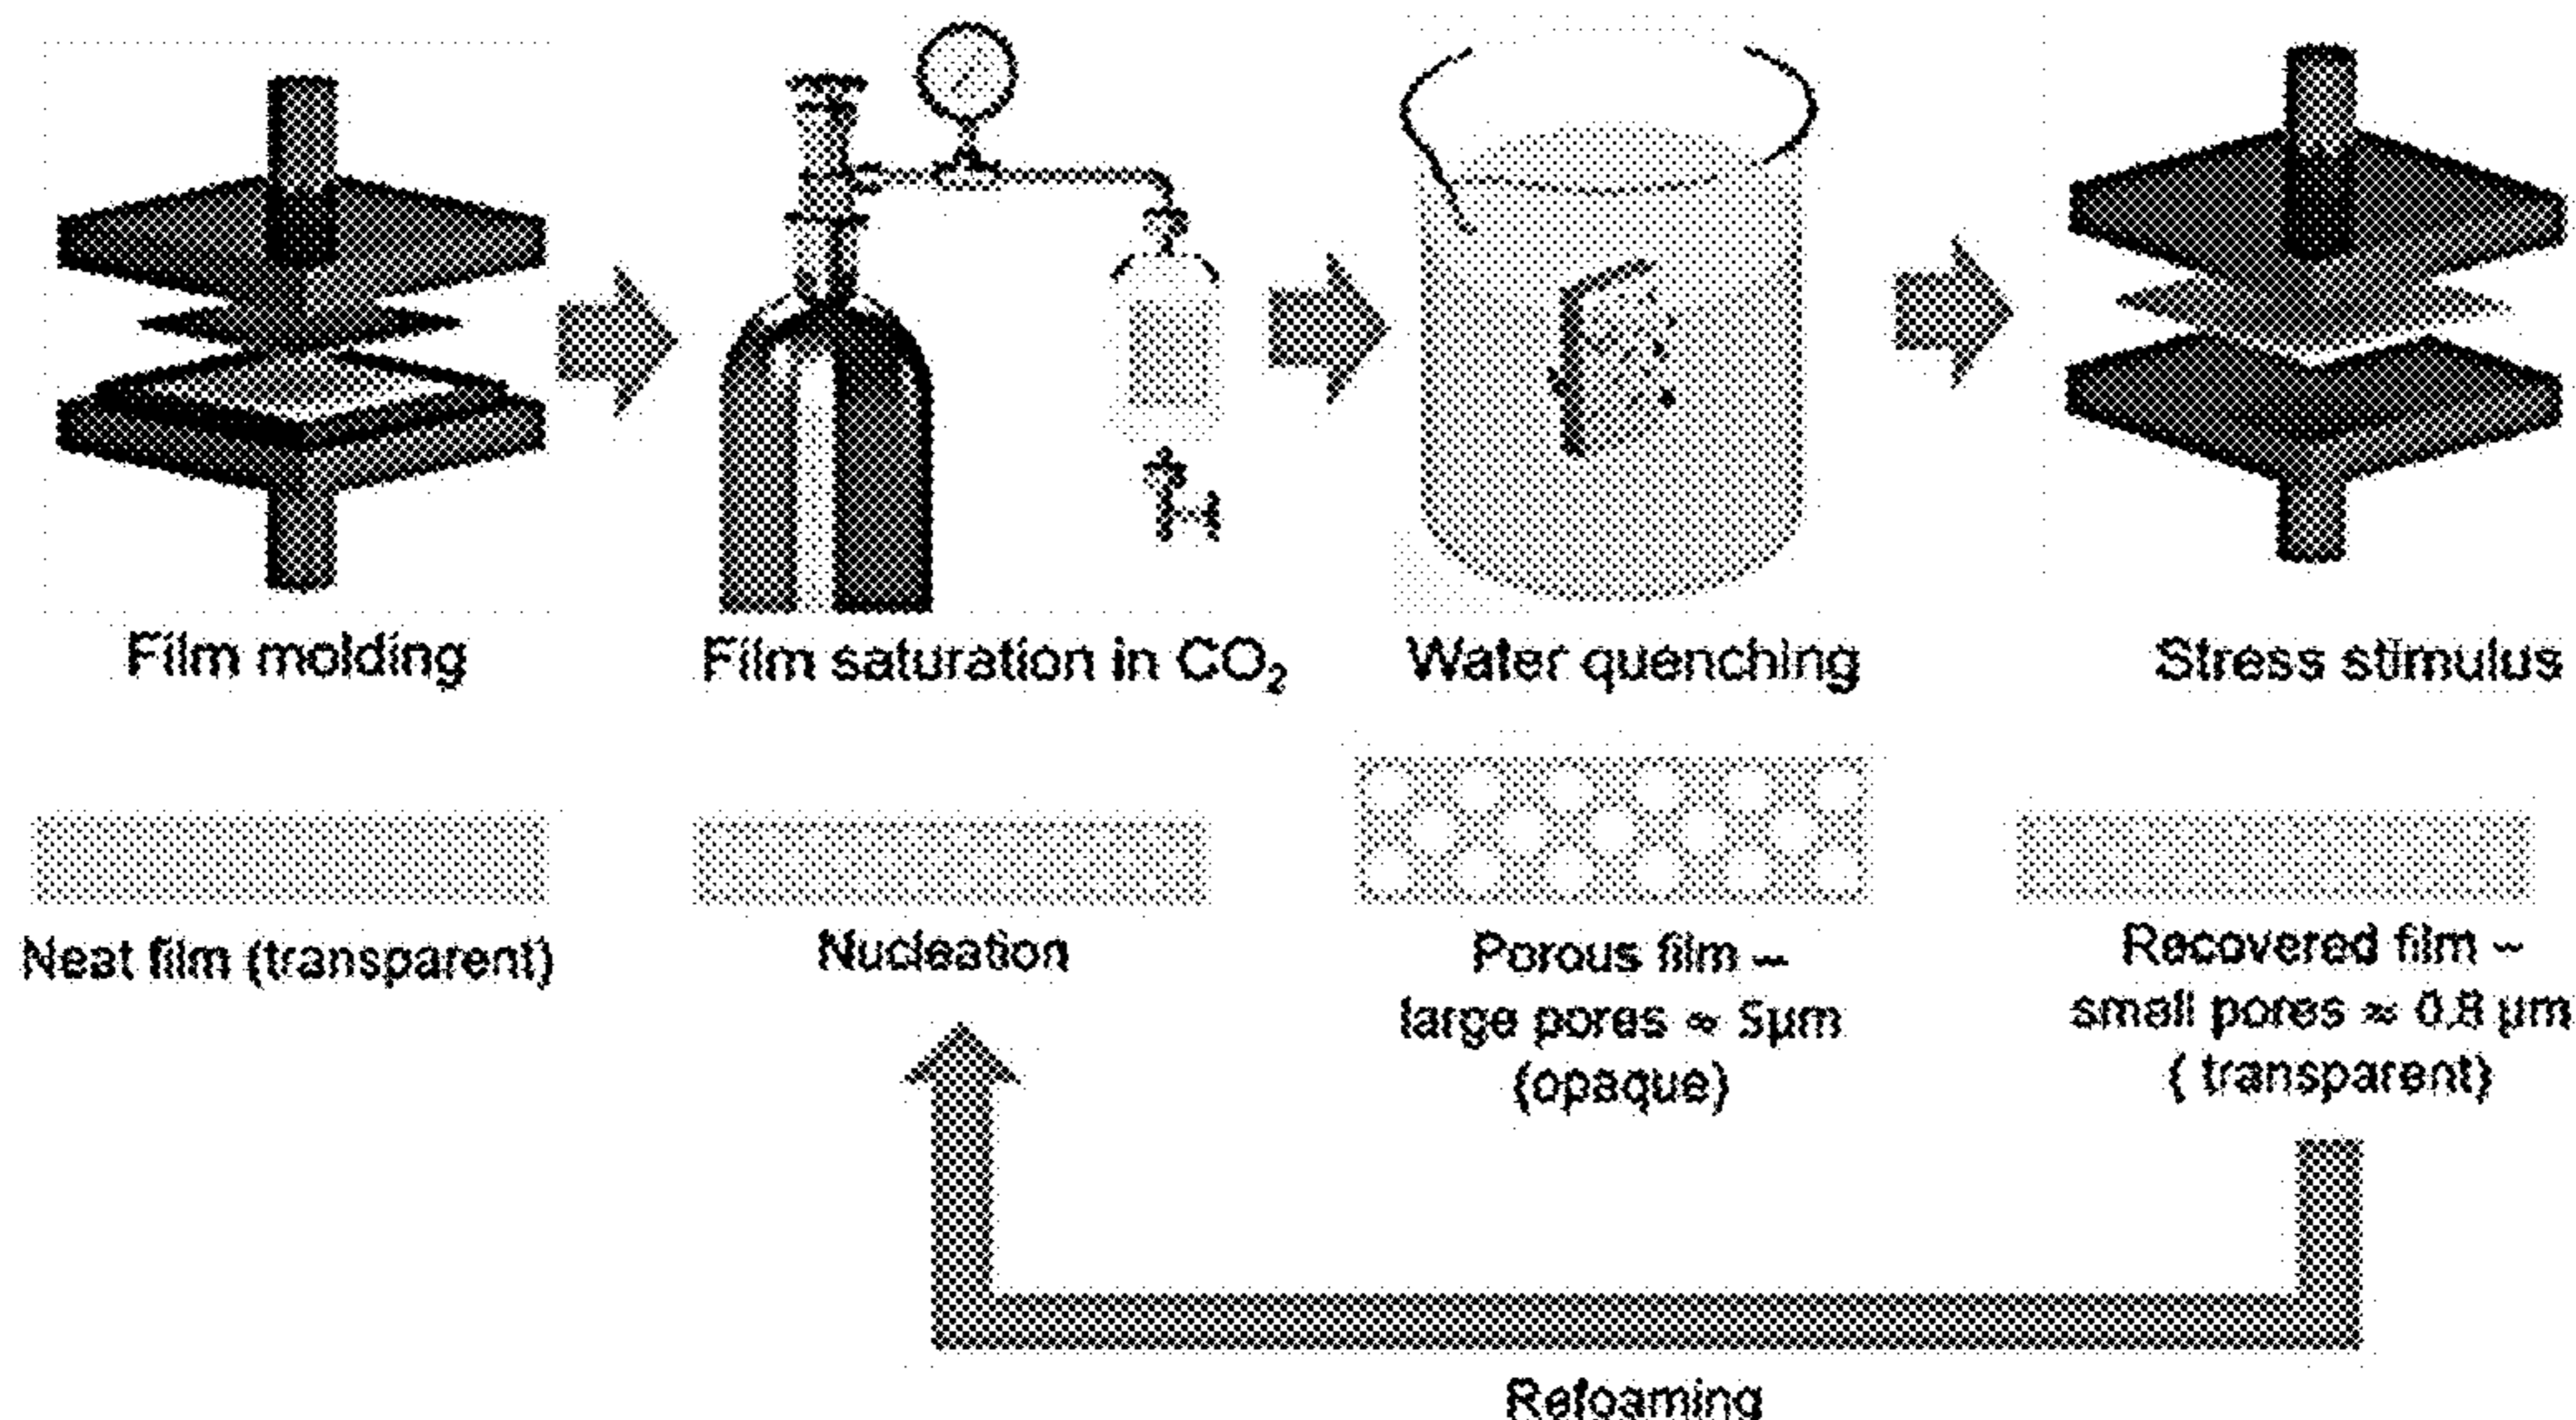 Film molding
Film saturation in CO₂
Water quenching
Stress stimulus
Neat film (transparent)
Nucleation
Porous film –
large pores ≈ 5µm
(opaque)
Recovered film –
small pores ≈ 0.8 µm
( transparent)
Refoaming